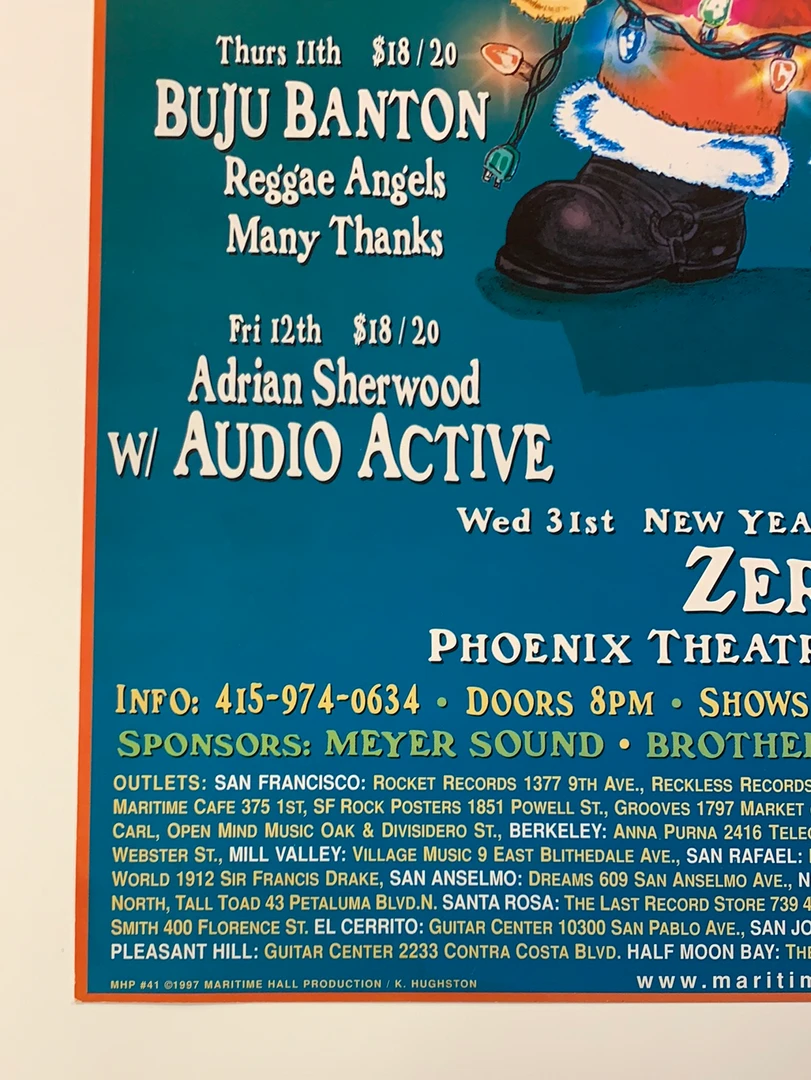 Thurs 11th $18/20
BUJU BANTON
Reggae Angels
Many Thanks
Fri 12th $18/20
Adrian Sherwood
W/ AUDIO ACTIVE
Wed 31st NEW YEA
ZER
PHOENIX THEATR
INFO: 415-974-0634 • DOORS 8PM • SHOWS
SPONSORS: MEYER SOUND • BROTHE
OUTLETS: SAN FRANCISCO: ROCKET RECORDS 1377 9TH AVE., RECKLESS RECORDS
MARITIME CAFE 375 1ST, SF ROCK POSTERS 1851 POWELL ST., GROOVES 1797 MARKET
CARL, OPEN MIND MUSIC OAK & DIVISIDERO ST., BERKELEY: ANNA PURNA 2416 TELE
WEBSTER ST., MILL VALLEY: VILLAGE MUSIC 9 EAST BLITHEDALE AVE., SAN RAFAEL:
WORLD 1912 SIR FRANCIS DRAKE, SAN ANSELMO: DREAMS 609 SAN ANSELMO AVE., N
NORTH, TALL TOAD 43 PETALUMA BLVD.N. SANTA ROSA: THE LAST RECORD STORE 739 4
SMITH 400 FLORENCE ST. EL CERRITO: GUITAR CENTER 10300 SAN PABLO AVE., SAN JO
PLEASANT HILL: GUITAR CENTER 2233 CONTRA COSTA BLVD. HALF MOON BAY: THE
MHP #41 ©1997 MARITIME HALL PRODUCTION / K. HUGHSTON
www.maritim